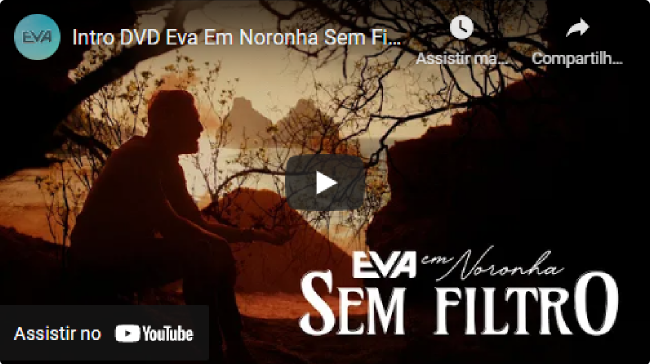 EVA
Intro DVD Eva Em Noronha Sem Fi...
Assistir ma...
Compartilh...
EVA em Noronha
SEM FILTRO
Assistir no YouTube